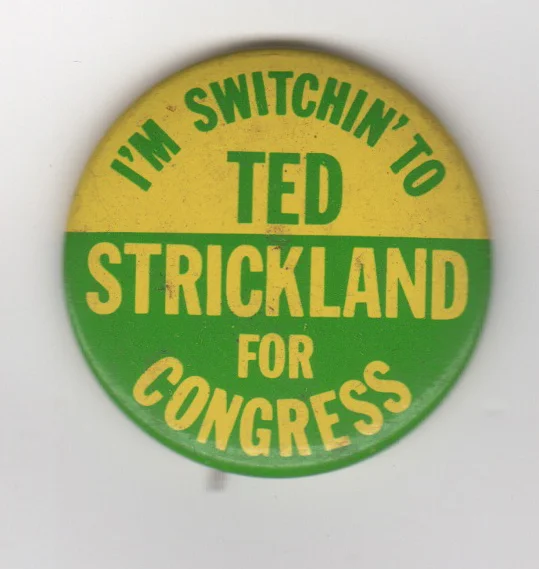 I'M SWITCHIN' TO
TED
STRICKLAND
FOR
CONGRESS